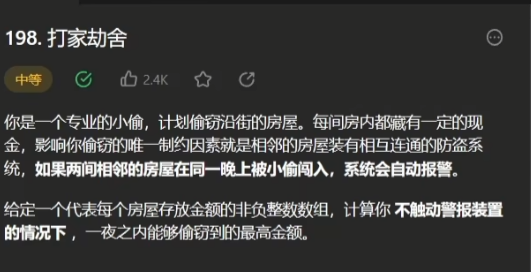 198. 打家劫舍
中等
2.4K
你是一个专业的小偷，计划偷窃沿街的房屋。每间房内都藏有一定的现
金，影响你偷窃的唯一制约因素就是相邻的房屋装有相互连通的防盗系
统，如果两间相邻的房屋在同一晚上被小偷闯入，系统会自动报警。
给定一个代表每个房屋存放金额的非负整数数组，计算你 不触动警报装置
的情况下 ，一夜之内能够偷窃到的最高金额。